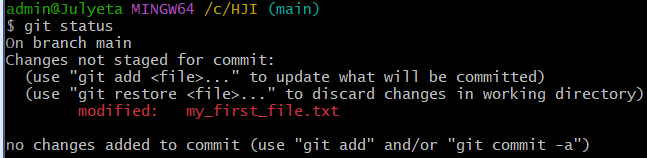 admin@Julyeta MINGW64 /c/HJI (main)
$ git status
On branch main
Changes not staged for commit:
  (use "git add <file>..." to update what will be committed)
  (use "git restore <file>..." to discard changes in working directory)
        modified:   my_first_file.txt

no changes added to commit (use "git add" and/or "git commit -a")